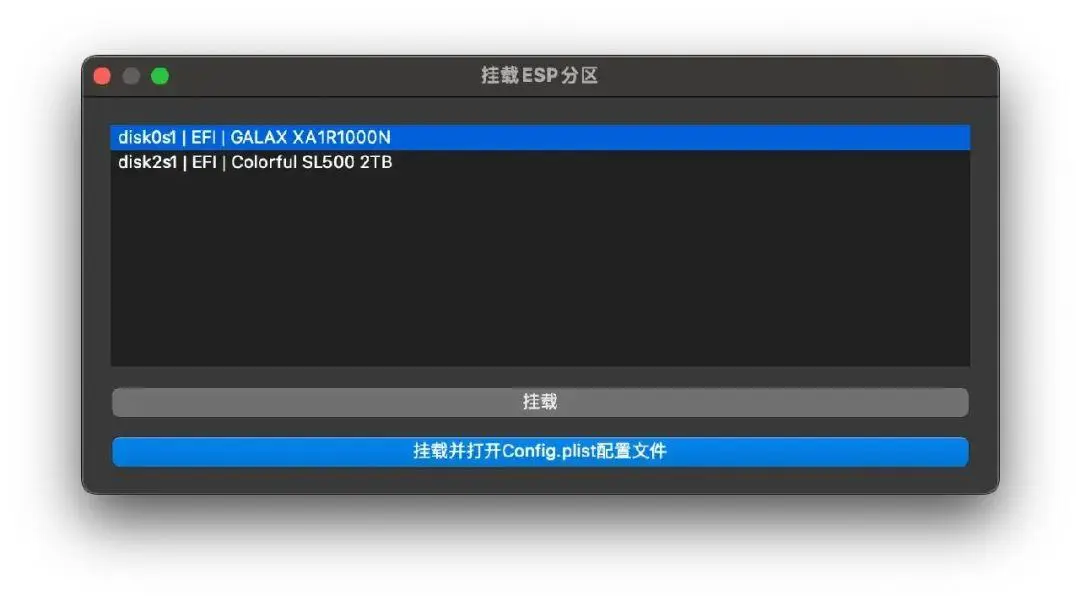 挂载ESP分区
disk0s1 | EFI | GALAX XA1R1000N
disk2s1 | EFI | Colorful SL500 2TB
挂载
挂载并打开Config.plist配置文件